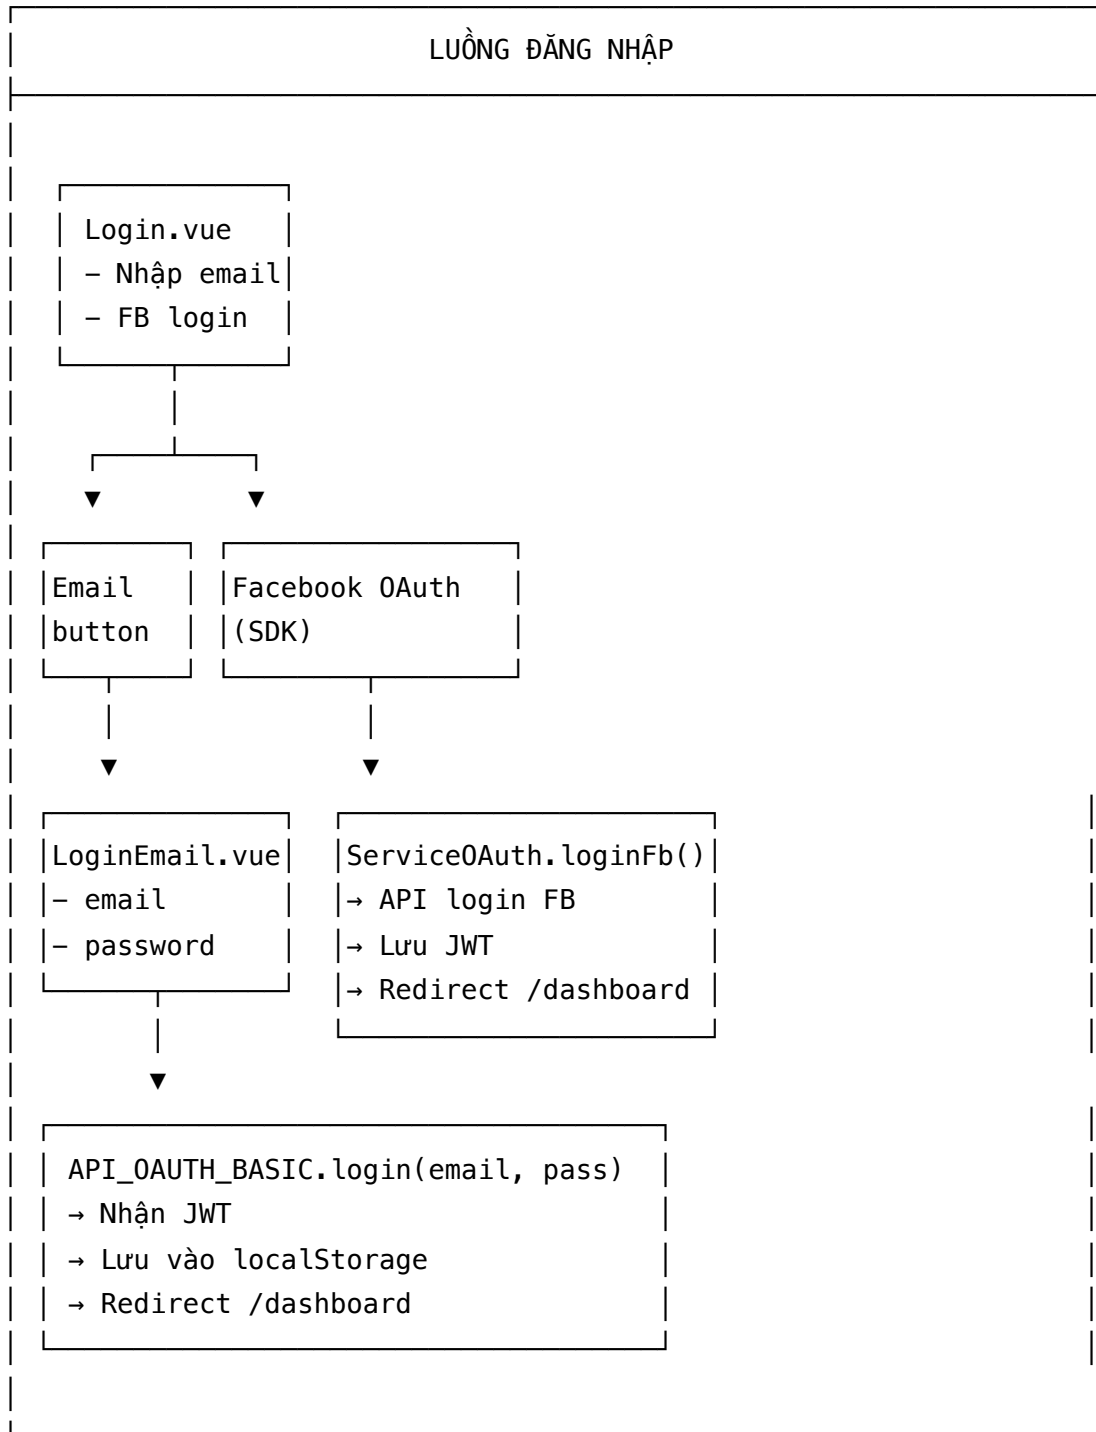 LUỒNG ĐĂNG NHẬP
Login.vue
- Nhập email
- FB login
Email
button
Facebook OAuth
(SDK)
LoginEmail.vue
- email
- password
ServiceOAuth.loginFb()
→ API login FB
→ Lưu JWT
→ Redirect /dashboard
API_OAUTH_BASIC.login(email, pass)
→ Nhận JWT
→ Lưu vào localStorage
→ Redirect /dashboard